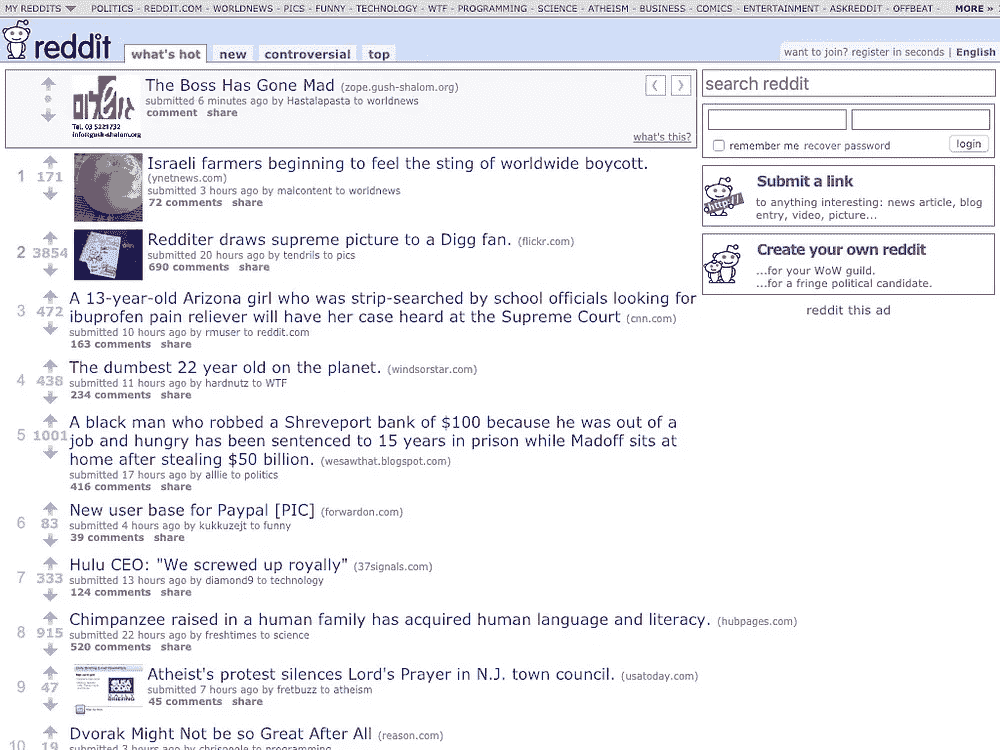 MY REDDITS POLITICS - REDDIT.COM - WORLDNEWS - PICS - FUNNY - TECHNOLOGY - WTF - PROGRAMMING - SCIENCE - ATHEISM - BUSINESS - COMICS - ENTERTAINMENT - ASKREDDIT - OFFBEAT - MORE »
reddit what's hot new controversial top want to join? register in seconds | English
The Boss Has Gone Mad (zope.gush-shalom.org)
submitted 6 minutes ago by Hastalapasta to worldnews
comment share
Tel. 03 5221732
info@gush-shalom.org
what's this?
1 171 Israeli farmers beginning to feel the sting of worldwide boycott.
(ynetnews.com)
submitted 3 hours ago by malcontent to worldnews
72 comments share
2 3854 Redditer draws supreme picture to a Digg fan. (flickr.com)
submitted 20 hours ago by tendrils to pics
690 comments share
3 472 A 13-year-old Arizona girl who was strip-searched by school officials looking for
ibuprofen pain reliever will have her case heard at the Supreme Court (cnn.com)
submitted 10 hours ago by rmuser to reddit.com
163 comments share
4 438 The dumbest 22 year old on the planet. (windsorstar.com)
submitted 11 hours ago by hardnutz to WTF
234 comments share
5 1001 A black man who robbed a Shreveport bank of $100 because he was out of a
job and hungry has been sentenced to 15 years in prison while Madoff sits at
home after stealing $50 billion. (wesawthat.blogspot.com)
submitted 17 hours ago by alllie to politics
416 comments share
6 83 New user base for Paypal [PIC] (forwardon.com)
submitted 4 hours ago by kukkuzejt to funny
39 comments share
7 333 Hulu CEO: "We screwed up royally" (37signals.com)
submitted 13 hours ago by diamond9 to technology
124 comments share
8 915 Chimpanzee raised in a human family has acquired human language and literacy. (hubpages.com)
submitted 22 hours ago by freshtimes to science
520 comments share
9 47 Atheist's protest silences Lord's Prayer in N.J. town council. (usatoday.com)
submitted 7 hours ago by fretbuzz to atheism
45 comments share
10 19 Dvorak Might Not be so Great After All (reason.com)
submitted 3 hours ago by chrispoole to programming
search reddit
remember me recover password login
Submit a link
to anything interesting: news article, blog
entry, video, picture...
http://
Create your own reddit
...for your WoW guild.
...for a fringe political candidate.
reddit this ad